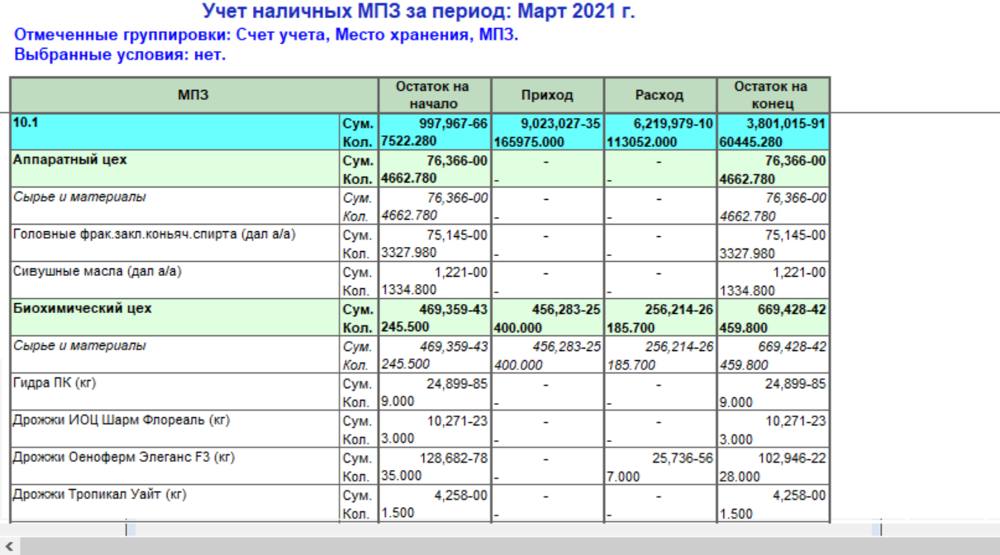 Учет наличных МПЗ за период: Март 2021 г.
Отмеченные группировки: Счет учета, Место хранения, МПЗ.
Выбранные условия: нет.
МПЗ Остаток на начало Приход Расход Остаток на конец
10.1 Сум. 997,967-66 9,023,027-35 6,219,979-10 3,801,015-91
Кол. 7522.280 165975.000 113052.000 60445.280
Аппаратный цех Сум. 76,366-00 - - 76,366-00
Кол. 4662.780 - - 4662.780
Сырье и материалы Сум. 76,366-00 - - 76,366-00
Кол. 4662.780 - - 4662.780
Головные фрак.закл.коньяч.спирта (дал а/а) Сум. 75,145-00 - - 75,145-00
Кол. 3327.980 - - 3327.980
Сивушные масла (дал а/а) Сум. 1,221-00 - - 1,221-00
Кол. 1334.800 - - 1334.800
Биохимический цех Сум. 469,359-43 456,283-25 256,214-26 669,428-42
Кол. 245.500 400.000 185.700 459.800
Сырье и материалы Сум. 469,359-43 456,283-25 256,214-26 669,428-42
Кол. 245.500 400.000 185.700 459.800
Гидра ПК (кг) Сум. 24,899-85 - - 24,899-85
Кол. 9.000 - - 9.000
Дрожжи ИОЦ Шарм Флореаль (кг) Сум. 10,271-23 - - 10,271-23
Кол. 3.000 - - 3.000
Дрожжи Оеноферм Элеганс F3 (кг) Сум. 128,682-78 - 25,736-56 102,946-22
Кол. 35.000 - 7.000 28.000
Дрожжи Тропикал Уайт (кг) Сум. 4,258-00 - - 4,258-00
Кол. 1.500 - - 1.500